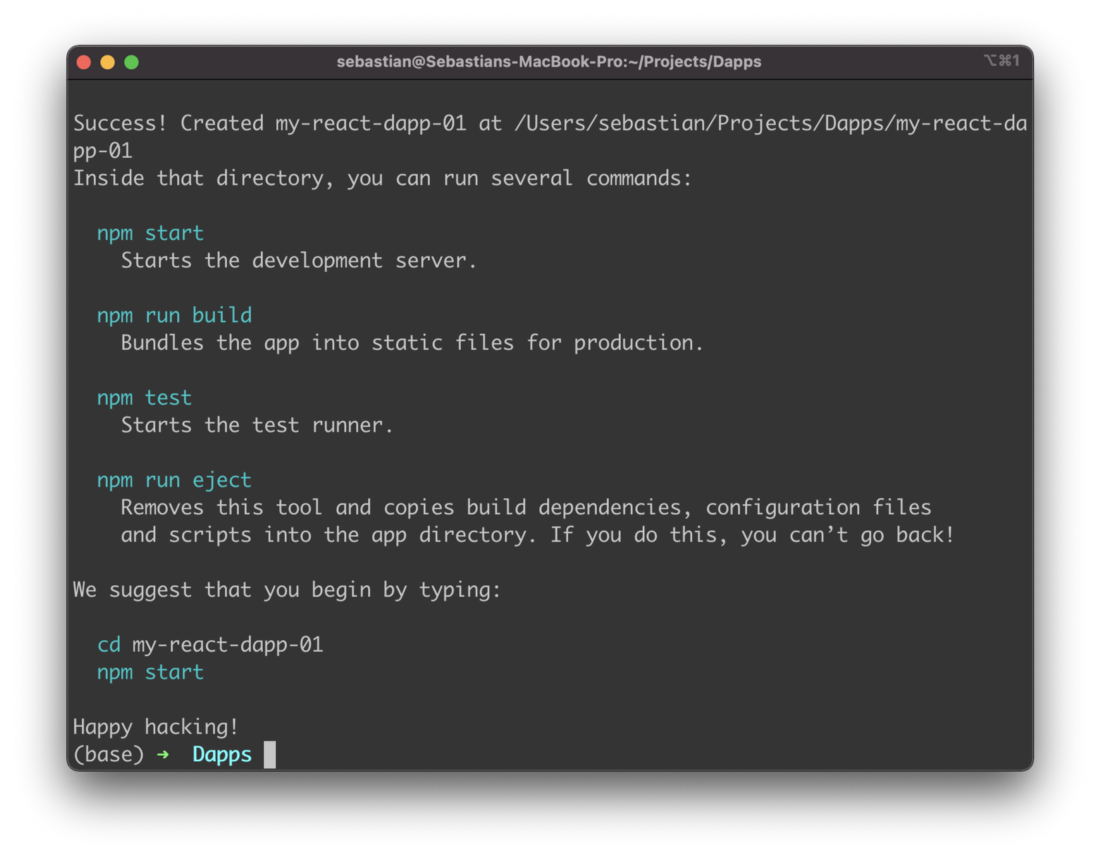 sebastian@Sebastians-MacBook-Pro:~/Projects/Dapps ⌥⌘1
Success! Created my-react-dapp-01 at /Users/sebastian/Projects/Dapps/my-react-da
pp-01
Inside that directory, you can run several commands:
npm start
Starts the development server.
npm run build
Bundles the app into static files for production.
npm test
Starts the test runner.
npm run eject
Removes this tool and copies build dependencies, configuration files
and scripts into the app directory. If you do this, you can’t go back!
We suggest that you begin by typing:
cd my-react-dapp-01
npm start
Happy hacking!
(base) ➜ Dapps